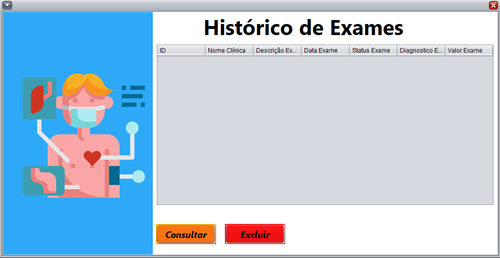 Histórico de Exames
ID Nome Clínica Descrição Ex... Data Exame Status Exame Diagnostico E... Valor Exame
Consultar Excluir